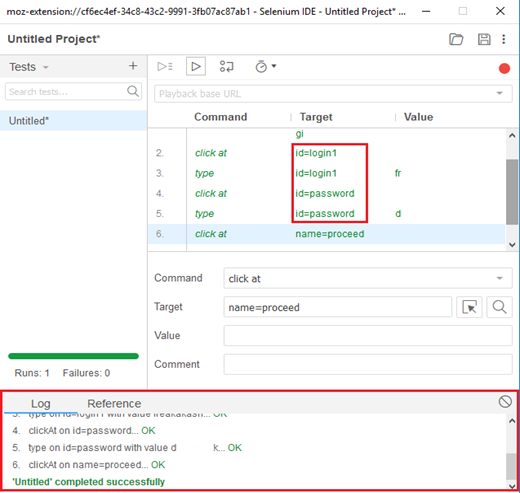 moz-extension://cf6ec4ef-34c8-43c2-9991-3fb07ac87ab1 - Selenium IDE - Untitled Project* ...
Untitled Project*
Tests
Search tests...
Untitled*
Runs: 1 Failures: 0
Playback base URL
Command Target Value
gi
2. click at id=login1
3. type id=login1 fr
4. click at id=password
5. type id=password d
6. click at name=proceed
Command click at
Target name=proceed
Value
Comment
Log Reference
3. type on id=login1 with value freakakash... OK
4. clickAt on id=password... OK
5. type on id=password with value d k... OK
6. clickAt on name=proceed... OK
'Untitled' completed successfully